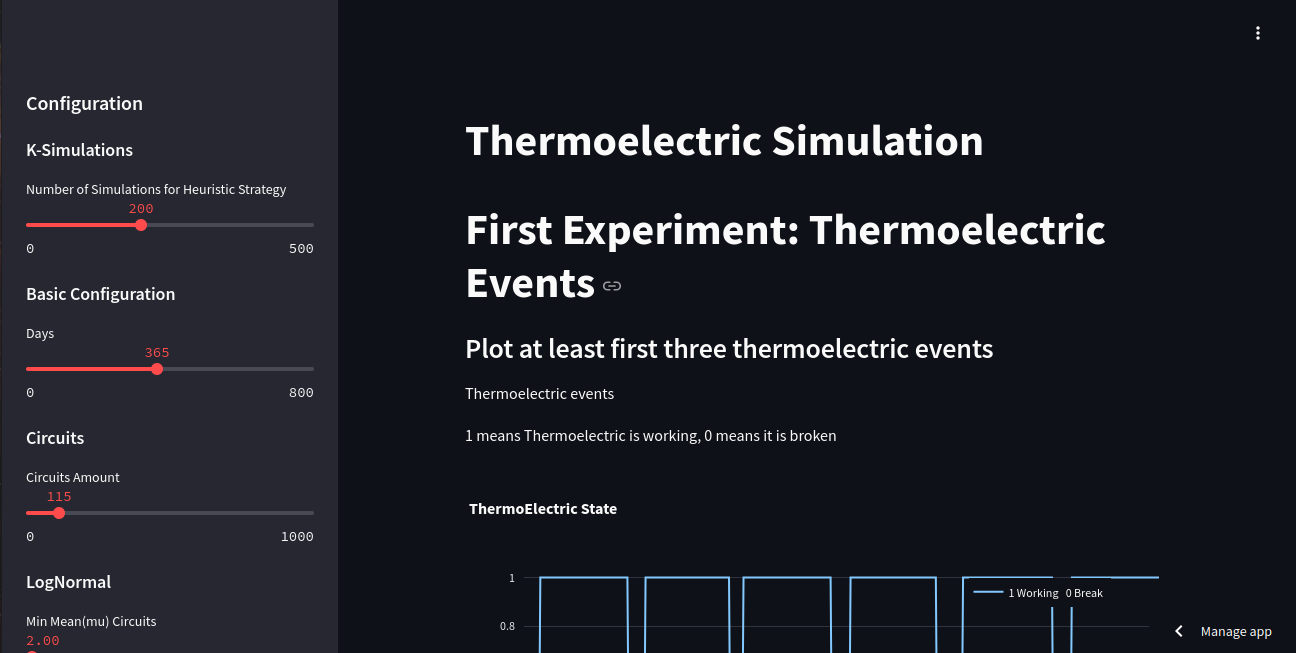 Configuration
K-Simulations
Number of Simulations for Heuristic Strategy
200
0 500
Basic Configuration
Days
365
0 800
Circuits
Circuits Amount
115
0 1000
LogNormal
Min Mean(mu) Circuits
2.00
Thermoelectric Simulation
First Experiment: Thermoelectric
Events
Plot at least first three thermoelectric events
Thermoelectric events
1 means Thermoelectric is working, 0 means it is broken
ThermoElectric State
1
1 Working 0 Break
0.8
Manage app